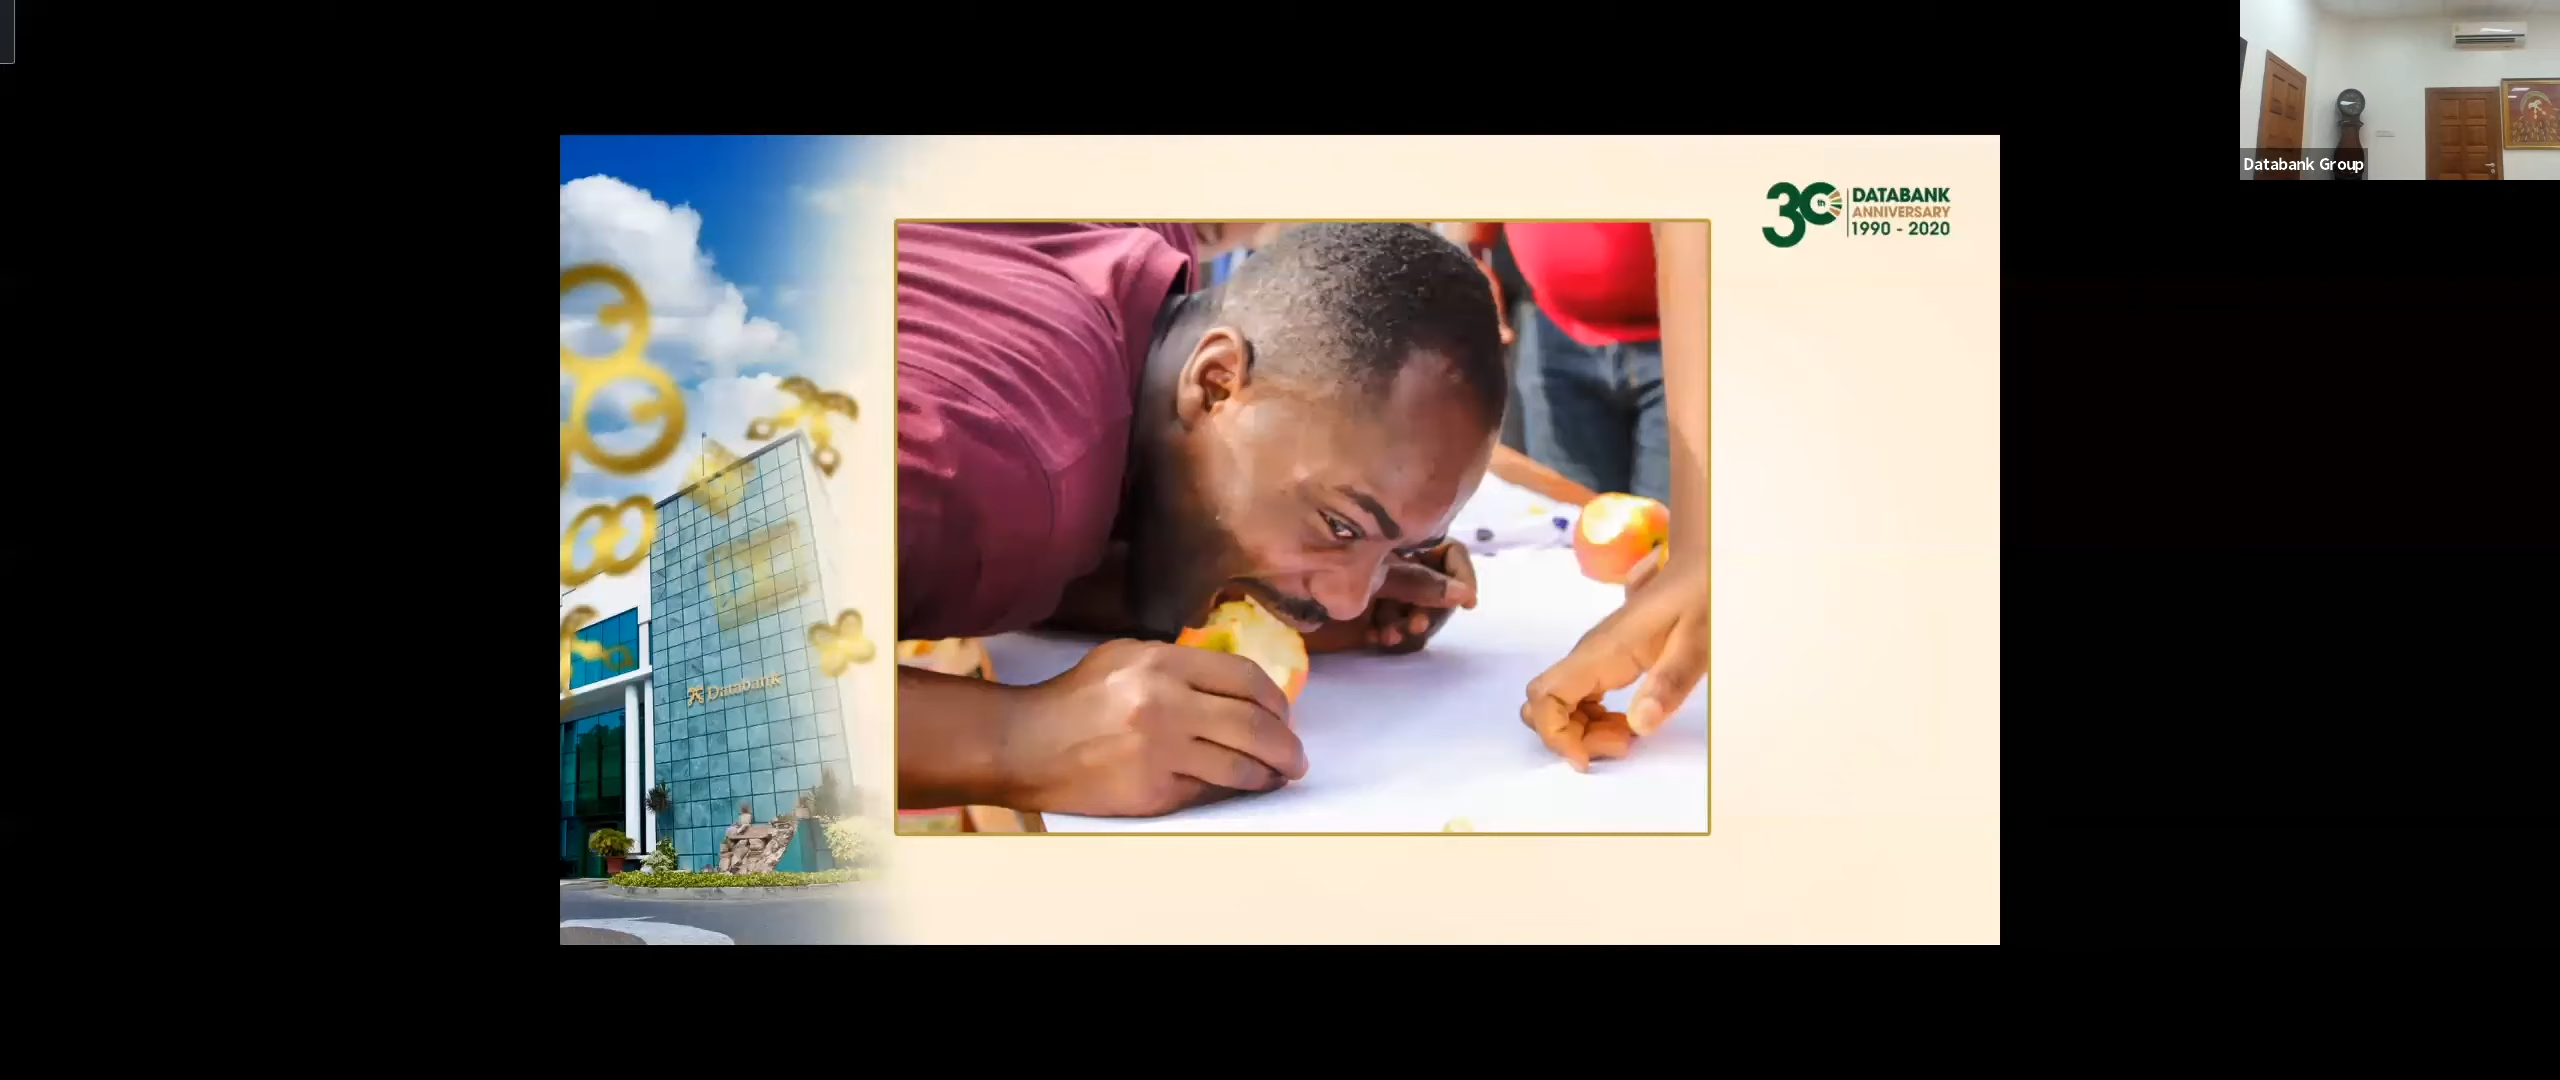 30th
DATABANK
ANNIVERSARY
1990 - 2020
Databank
Databank Group